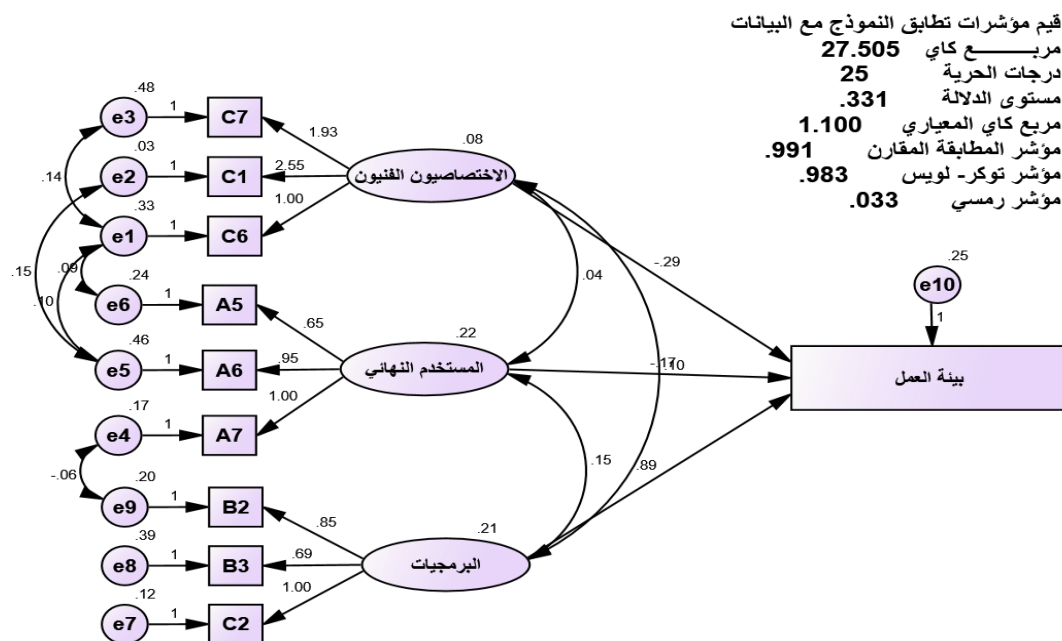 قيم مؤشرات تطابق النموذج مع البيانات
مربـــــــع كاي 27.505
درجات الحرية 25
مستوى الدلالة .331
مربع كاي المعياري 1.100
مؤشر المطابقة المقارن .991
مؤشر توكر- لويس .983
مؤشر رمسي .033
.48
e3 1 C7
1.93
.08
.03
e2 1 C1
2.55
الاختصاصيون الفنيون
.14
.33
e1 1 C6
1.00
-.29
.25
e10
1
.09
.24
e6 1 A5
.04
.15
.10
.65
.22
.46
e5 1 A6
.95
المستخدم النهائي
-.17
.10
بيئة العمل
.17
e4 1 A7
1.00
-.06
.20
e9 1 B2
.15
.89
.85
.21
.39
e8 1 B3
.69
البرمجيات
.12
e7 1 C2
1.00